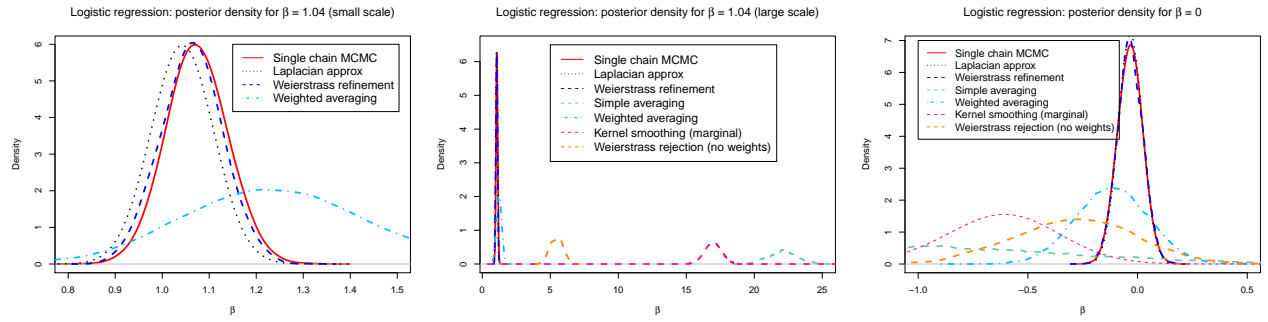 Logistic regression: posterior density for β = 1.04 (small scale)
Density
6
5
4
3
2
1
0
Single chain MCMC
Laplacian approx
Weierstrass refinement
Weighted averaging
0.8 0.9 1.0 1.1 1.2 1.3 1.4 1.5
β
Logistic regression: posterior density for β = 1.04 (large scale)
Density
6
5
4
3
2
1
0
Single chain MCMC
Laplacian approx
Weierstrass refinement
Simple averaging
Weighted averaging
Kernel smoothing (marginal)
Weierstrass rejection (no weights)
0 5 10 15 20 25
β
Logistic regression: posterior density for β = 0
Density
7
6
5
4
3
2
1
0
Single chain MCMC
Laplacian approx
Weierstrass refinement
Simple averaging
Weighted averaging
Kernel smoothing (marginal)
Weierstrass rejection (no weights)
−1.0 −0.5 0.0 0.5
β